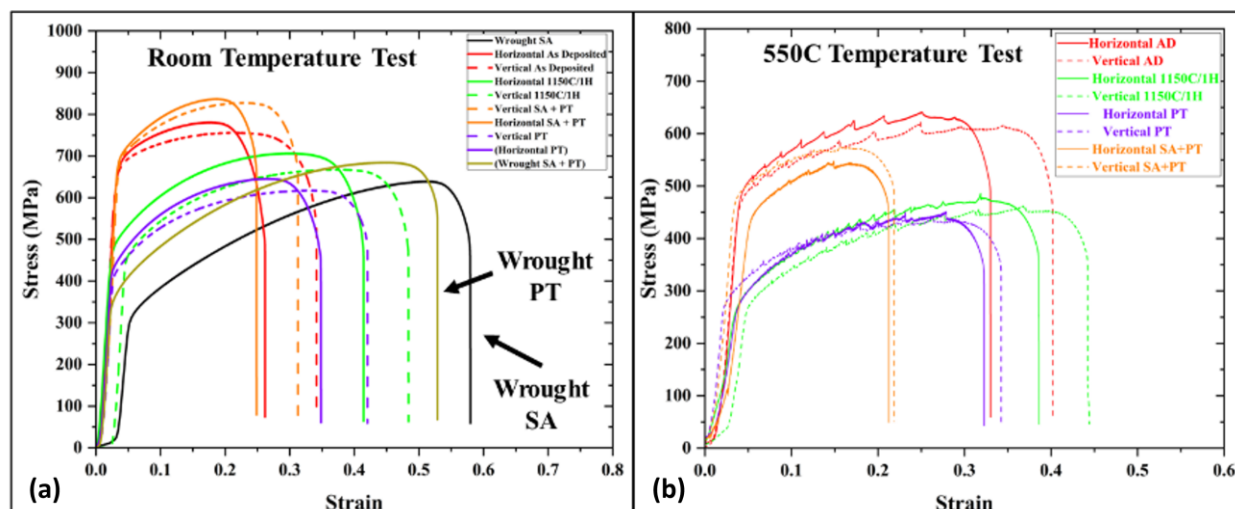 Room Temperature Test
Wrought SA
Horizontal As Deposited
Vertical As Deposited
Horizontal 1150C/1H
Vertical 1150C/1H
Vertical SA + PT
Horizontal SA + PT
Vertical PT
(Horizontal PT)
(Wrought SA + PT)
Stress (MPa)
1000
900
800
700
600
500
400
300
200
100
0
Wrought
PT
Wrought
SA
0.0 0.1 0.2 0.3 0.4 0.5 0.6 0.7 0.8
(a)
Strain
550C Temperature Test
Horizontal AD
Vertical AD
Horizontal 1150C/1H
Vertical 1150C/1H
Horizontal PT
Vertical PT
Horizontal SA+PT
Vertical SA+PT
Stress (MPa)
800
700
600
500
400
300
200
100
0
0.0 0.1 0.2 0.3 0.4 0.5 0.6
(b)
Strain